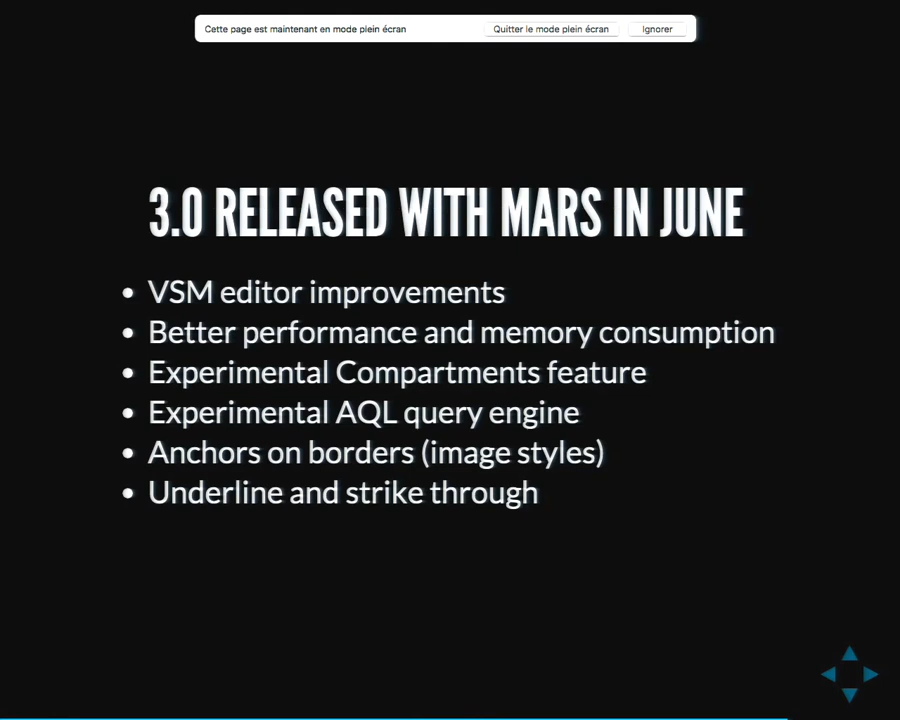 Cette page est maintenant en mode plein écran
Quitter le mode plein écran
Ignorer
3.0 RELEASED WITH MARS IN JUNE
VSM editor improvements
Better performance and memory consumption
Experimental Compartments feature
Experimental AQL query engine
Anchors on borders (image styles)
Underline and strike through